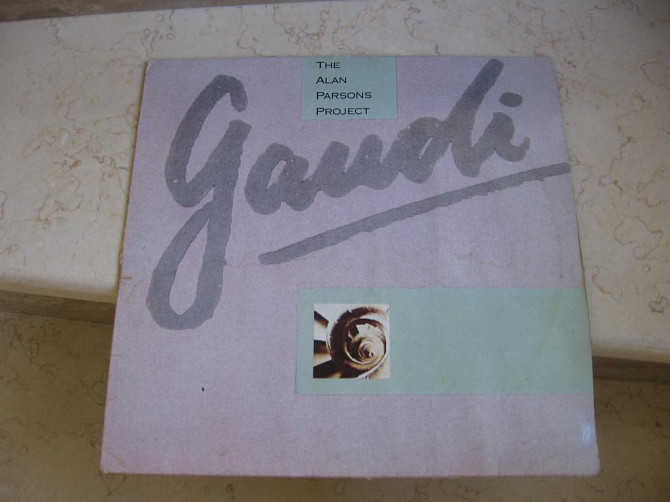 The
Alan
Parsons
Project
gaudi